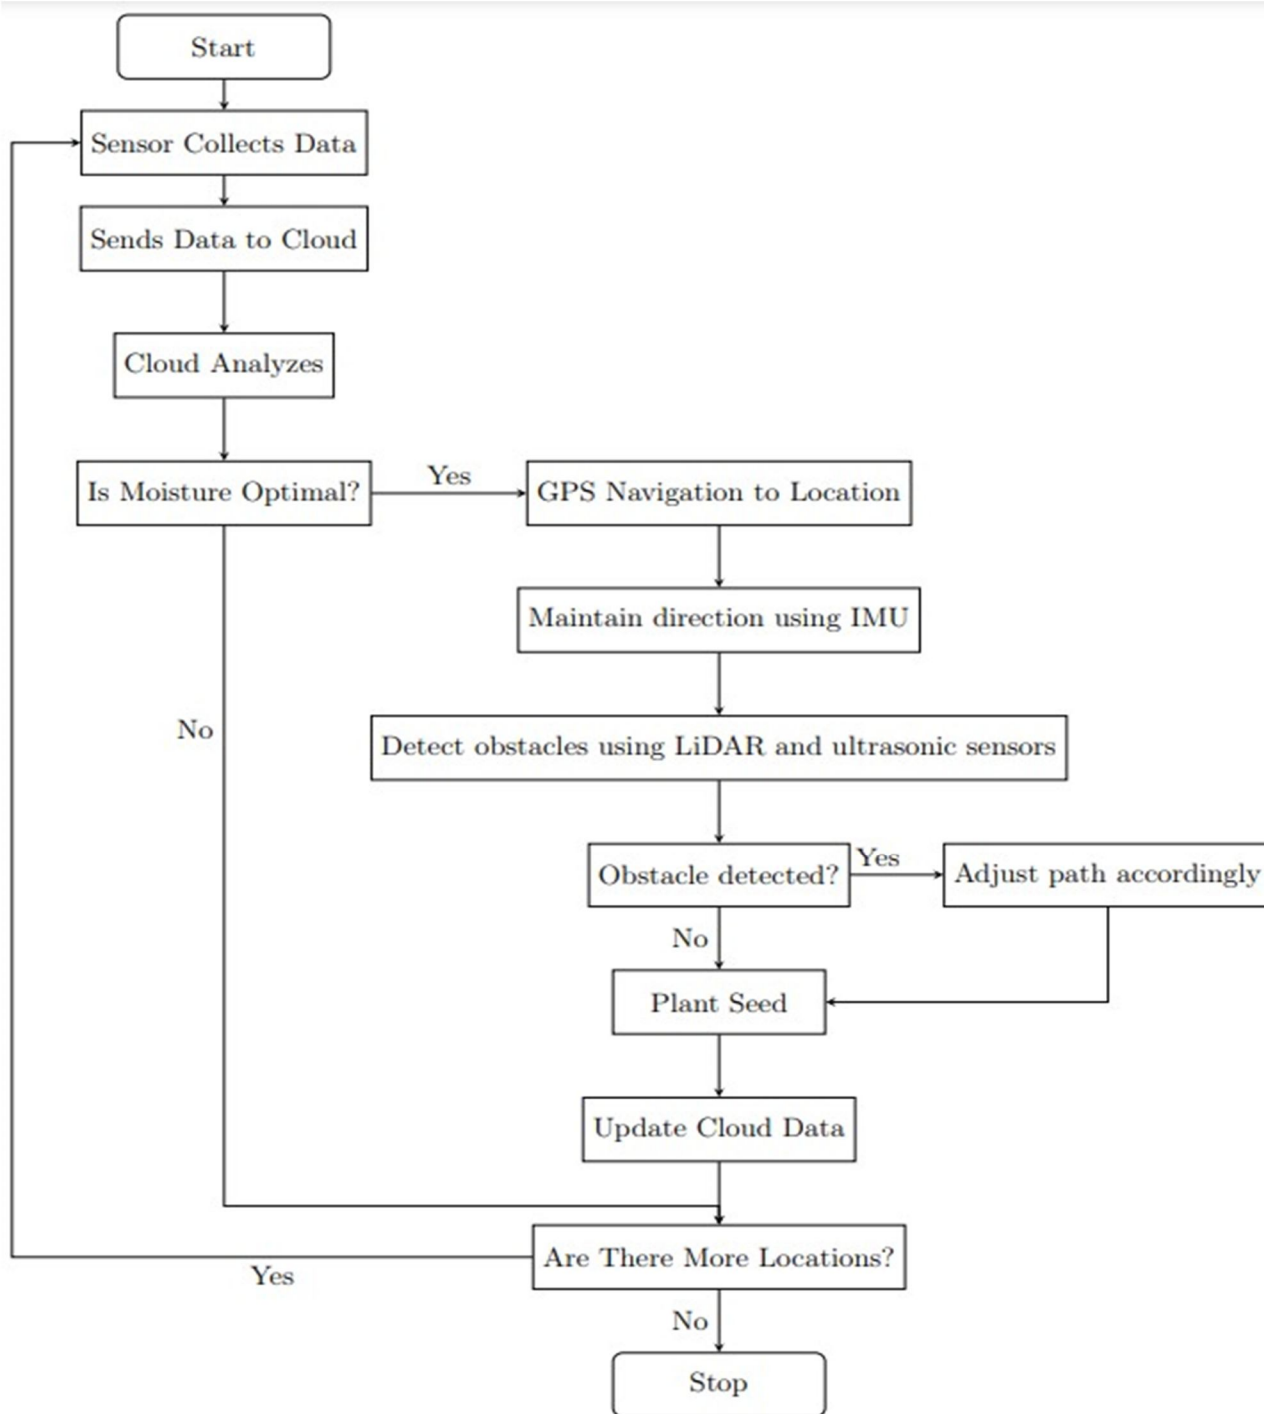 Start
Sensor Collects Data
Sends Data to Cloud
Cloud Analyzes
Is Moisture Optimal?
Yes
GPS Navigation to Location
Maintain direction using IMU
No
Detect obstacles using LiDAR and ultrasonic sensors
Obstacle detected?
Yes
Adjust path accordingly
No
Plant Seed
Update Cloud Data
Are There More Locations?
Yes
No
Stop